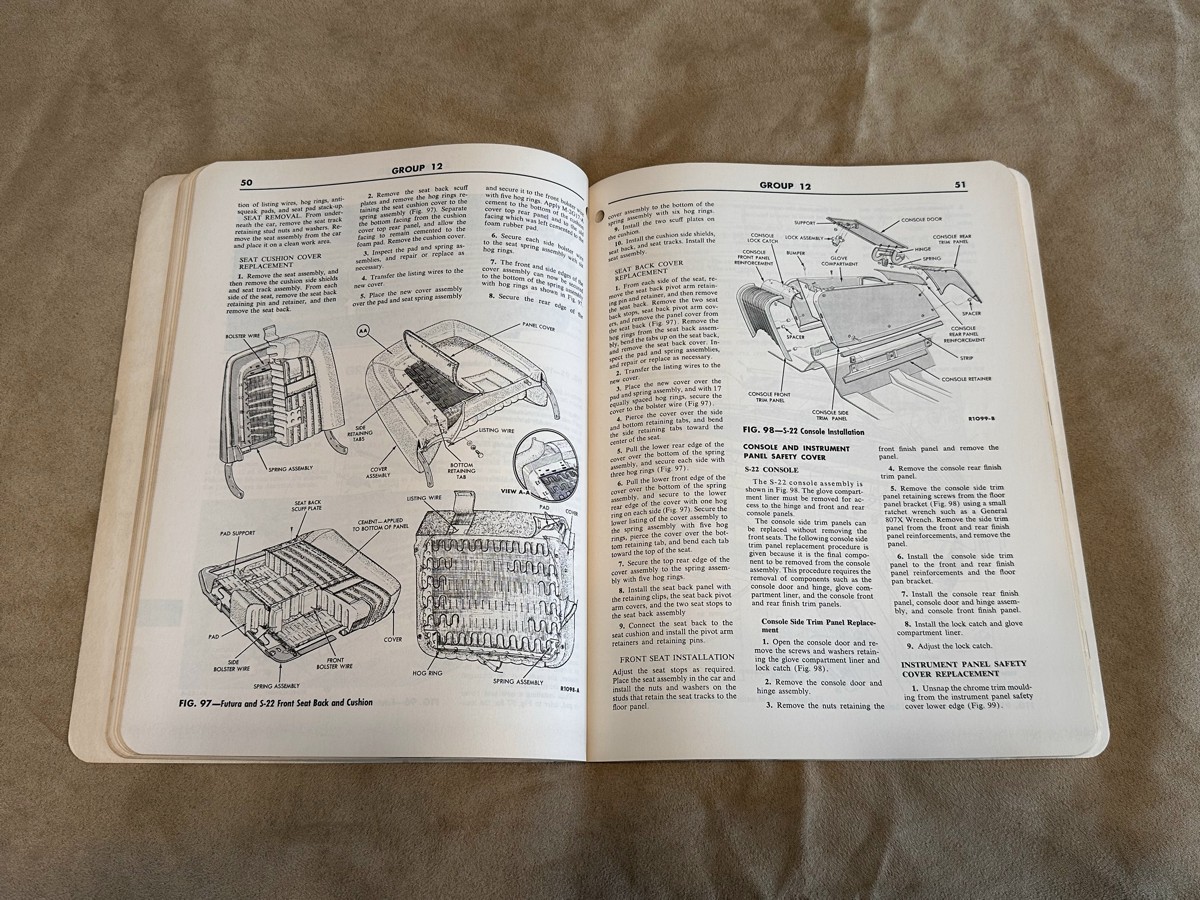 50
GROUP 12
tion of listing wires, hog rings, anti-
squeak pads, and seat pad stack-up.
SEAT REMOVAL. From under-
neath the car, remove the seat track
retaining stud nuts and washers. Re-
move the seat assembly from the car
and place it on a clean work area.
SEAT CUSHION COVER
REPLACEMENT
1. Remove the seat assembly, and
then remove the cushion side shields
and seat track assembly. From each
side of the seat, remove the seat back
retaining pin and retainer, and then
remove the seat back.
2. Remove the seat back scuff
plates and remove the hog rings re-
taining the seat cushion cover to the
spring assembly (Fig. 97). Separate
the bottom facing from the cushion
cover top rear panel, and allow the
facing to remain cemented to the
foam pad. Remove the cushion cover.
3. Inspect the pad and spring as-
semblies, and repair or replace as
necessary.
4. Transfer the listing wires to the
new cover.
5. Place the new cover assembly
over the pad and seat spring assembly
and secure it to the front bolster
with five hog rings. Apply
cement to the bottom of the
cover top rear panel and to the
facing which was left cemented to the
foam rubber pad.
6. Secure each side bolster wire
to the seat spring assembly with
hog rings.
7. The front and side edges of the
cover assembly can now be
to the bottom of the spring assembly
with hog rings as shown in Fig. 97
8. Secure the rear edge of the
BOLSTER WIRE
AA
PANEL COVER
SIDE
RETAINING
TABS
LISTING WIRE
SPRING ASSEMBLY
COVER
ASSEMBLY
BOTTOM
RETAINING
TAB
VIEW A-A
SEAT BACK
SCUFF PLATE
LISTING WIRE
PAD
COVER
CEMENT—APPLIED
TO BOTTOM OF PANEL
PAD SUPPORT
PAD
SIDE
BOLSTER WIRE
FRONT
BOLSTER WIRE
COVER
SPRING ASSEMBLY
HOG RING
SPRING ASSEMBLY
R1098-A
FIG. 97—Futura and S-22 Front Seat Back and Cushion
GROUP 12
51
cover assembly to the bottom of the
spring assembly with six hog rings.
9. Install the two scuff plates on
the cushion.
10. Install the cushion side shields,
seat back, and seat tracks. Install the
seat assembly.
SEAT BACK COVER
REPLACEMENT
1. From each side of the seat, re-
move the seat back pivot arm retain-
ing pin and retainer, and then remove
the seat back. Remove the two seat
back stops, seat back pivot arm cov-
ers, and remove the panel cover from
the seat back (Fig. 97). Remove the
hog rings from the seat back assem-
bly, bend the tabs up on the seat back,
and remove the seat back cover. In-
spect the pad and spring assemblies,
and repair or replace as necessary.
2. Transfer the listing wires to the
new cover.
3. Place the new cover over the
pad and spring assembly, and with 17
equally spaced hog rings, secure the
cover to the bolster wire (Fig. 97).
4. Pierce the cover over the side
and bottom retaining tabs, and bend
the side retaining tabs toward the
center of the seat.
5. Pull the lower rear edge of the
cover over the bottom of the spring
assembly, and secure each side with
three hog rings (Fig. 97).
6. Pull the lower front edge of the
cover over the bottom of the spring
assembly, and secure to the lower
rear edge of the cover with one hog
ring on each side (Fig. 97). Secure the
lower listing of the cover assembly to
the spring assembly with five hog
rings, pierce the cover over the bot-
tom retaining tab, and bend each tab
toward the top of the seat.
7. Secure the top rear edge of the
cover assembly to the spring assem-
bly with five hog rings.
8. Install the seat back panel with
the retaining clips, the seat back pivot
arm covers, and the two seat stops to
the seat back assembly
9. Connect the seat back to the
seat cushion and install the pivot arm
retainers and retaining pins.
FRONT SEAT INSTALLATION
Adjust the seat stops as required.
Place the seat assembly in the car and
install the nuts and washers on the
studs that retain the seat tracks to the
floor panel.
SUPPORT
CONSOLE DOOR
CONSOLE
LOCK CATCH
LOCK ASSEMBLY
CONSOLE REAR
TRIM PANEL
HINGE
CONSOLE
FRONT PANEL
REINFORCEMENT
BUMPER
GLOVE
COMPARTMENT
SPRING
SPACER
SPACER
CONSOLE
REAR PANEL
REINFORCEMENT
STRIP
CONSOLE RETAINER
CONSOLE FRONT
TRIM PANEL
CONSOLE SIDE
TRIM PANEL
R1099-B
FIG. 98—S-22 Console Installation
CONSOLE AND INSTRUMENT
PANEL SAFETY COVER
S-22 CONSOLE
The S-22 console assembly is
shown in Fig. 98. The glove compart-
ment liner must be removed for ac-
cess to the hinge and front and rear
console panels.
The console side trim panels can
be replaced without removing the
front seats. The following console side
trim panel replacement procedure is
given because it is the final compo-
nent to be removed from the console
assembly. This procedure requires the
removal of components such as the
console door and hinge, glove com-
partment liner, and the console front
and rear finish trim panels.
Console Side Trim Panel Replace-
ment
1. Open the console door and re-
move the screws and washers retain-
ing the glove compartment liner and
lock catch (Fig. 98).
2. Remove the console door and
hinge assembly.
3. Remove the nuts retaining the
front finish panel and remove the
panel.
4. Remove the console rear finish
trim panel.
5. Remove the console side trim
panel retaining screws from the floor
panel bracket (Fig. 98) using a small
ratchet wrench such as a General
807X Wrench. Remove the side trim
panel from the front and rear finish
panel reinforcements, and remove the
panel.
6. Install the console side trim
panel to the front and rear finish
panel reinforcements and the floor
pan bracket.
7. Install the console rear finish
panel, console door and hinge assem-
bly, and console front finish panel.
8. Install the lock catch and glove
compartment liner.
9. Adjust the lock catch.
INSTRUMENT PANEL SAFETY
COVER REPLACEMENT
1. Unsnap the chrome trim mould-
ing from the instrument panel safety
cover lower edge (Fig. 99).